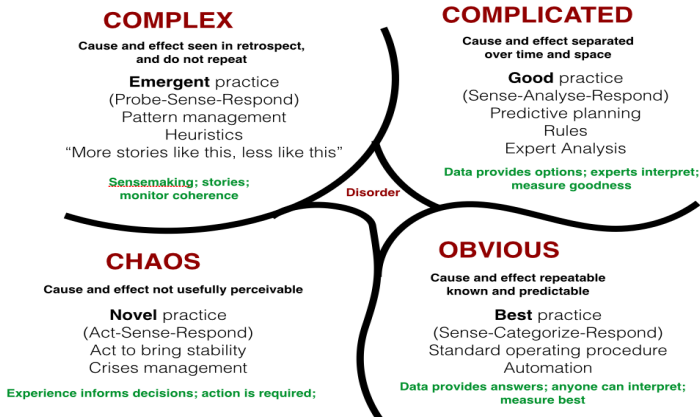 COMPLEX
Cause and effect seen in retrospect,
and do not repeat
Emergent practice
(Probe-Sense-Respond)
Pattern management
Heuristics
“More stories like this, less like this”
Sensemaking; stories;
monitor coherence
COMPLICATED
Cause and effect separated
over time and space
Good practice
(Sense-Analyse-Respond)
Predictive planning
Rules
Expert Analysis
Data provides options; experts interpret;
measure goodness
Disorder
CHAOS
Cause and effect not usefully perceivable
Novel practice
(Act-Sense-Respond)
Act to bring stability
Crises management
Experience informs decisions; action is required;
OBVIOUS
Cause and effect repeatable
known and predictable
Best practice
(Sense-Categorize-Respond)
Standard operating procedure
Automation
Data provides answers; anyone can interpret;
measure best